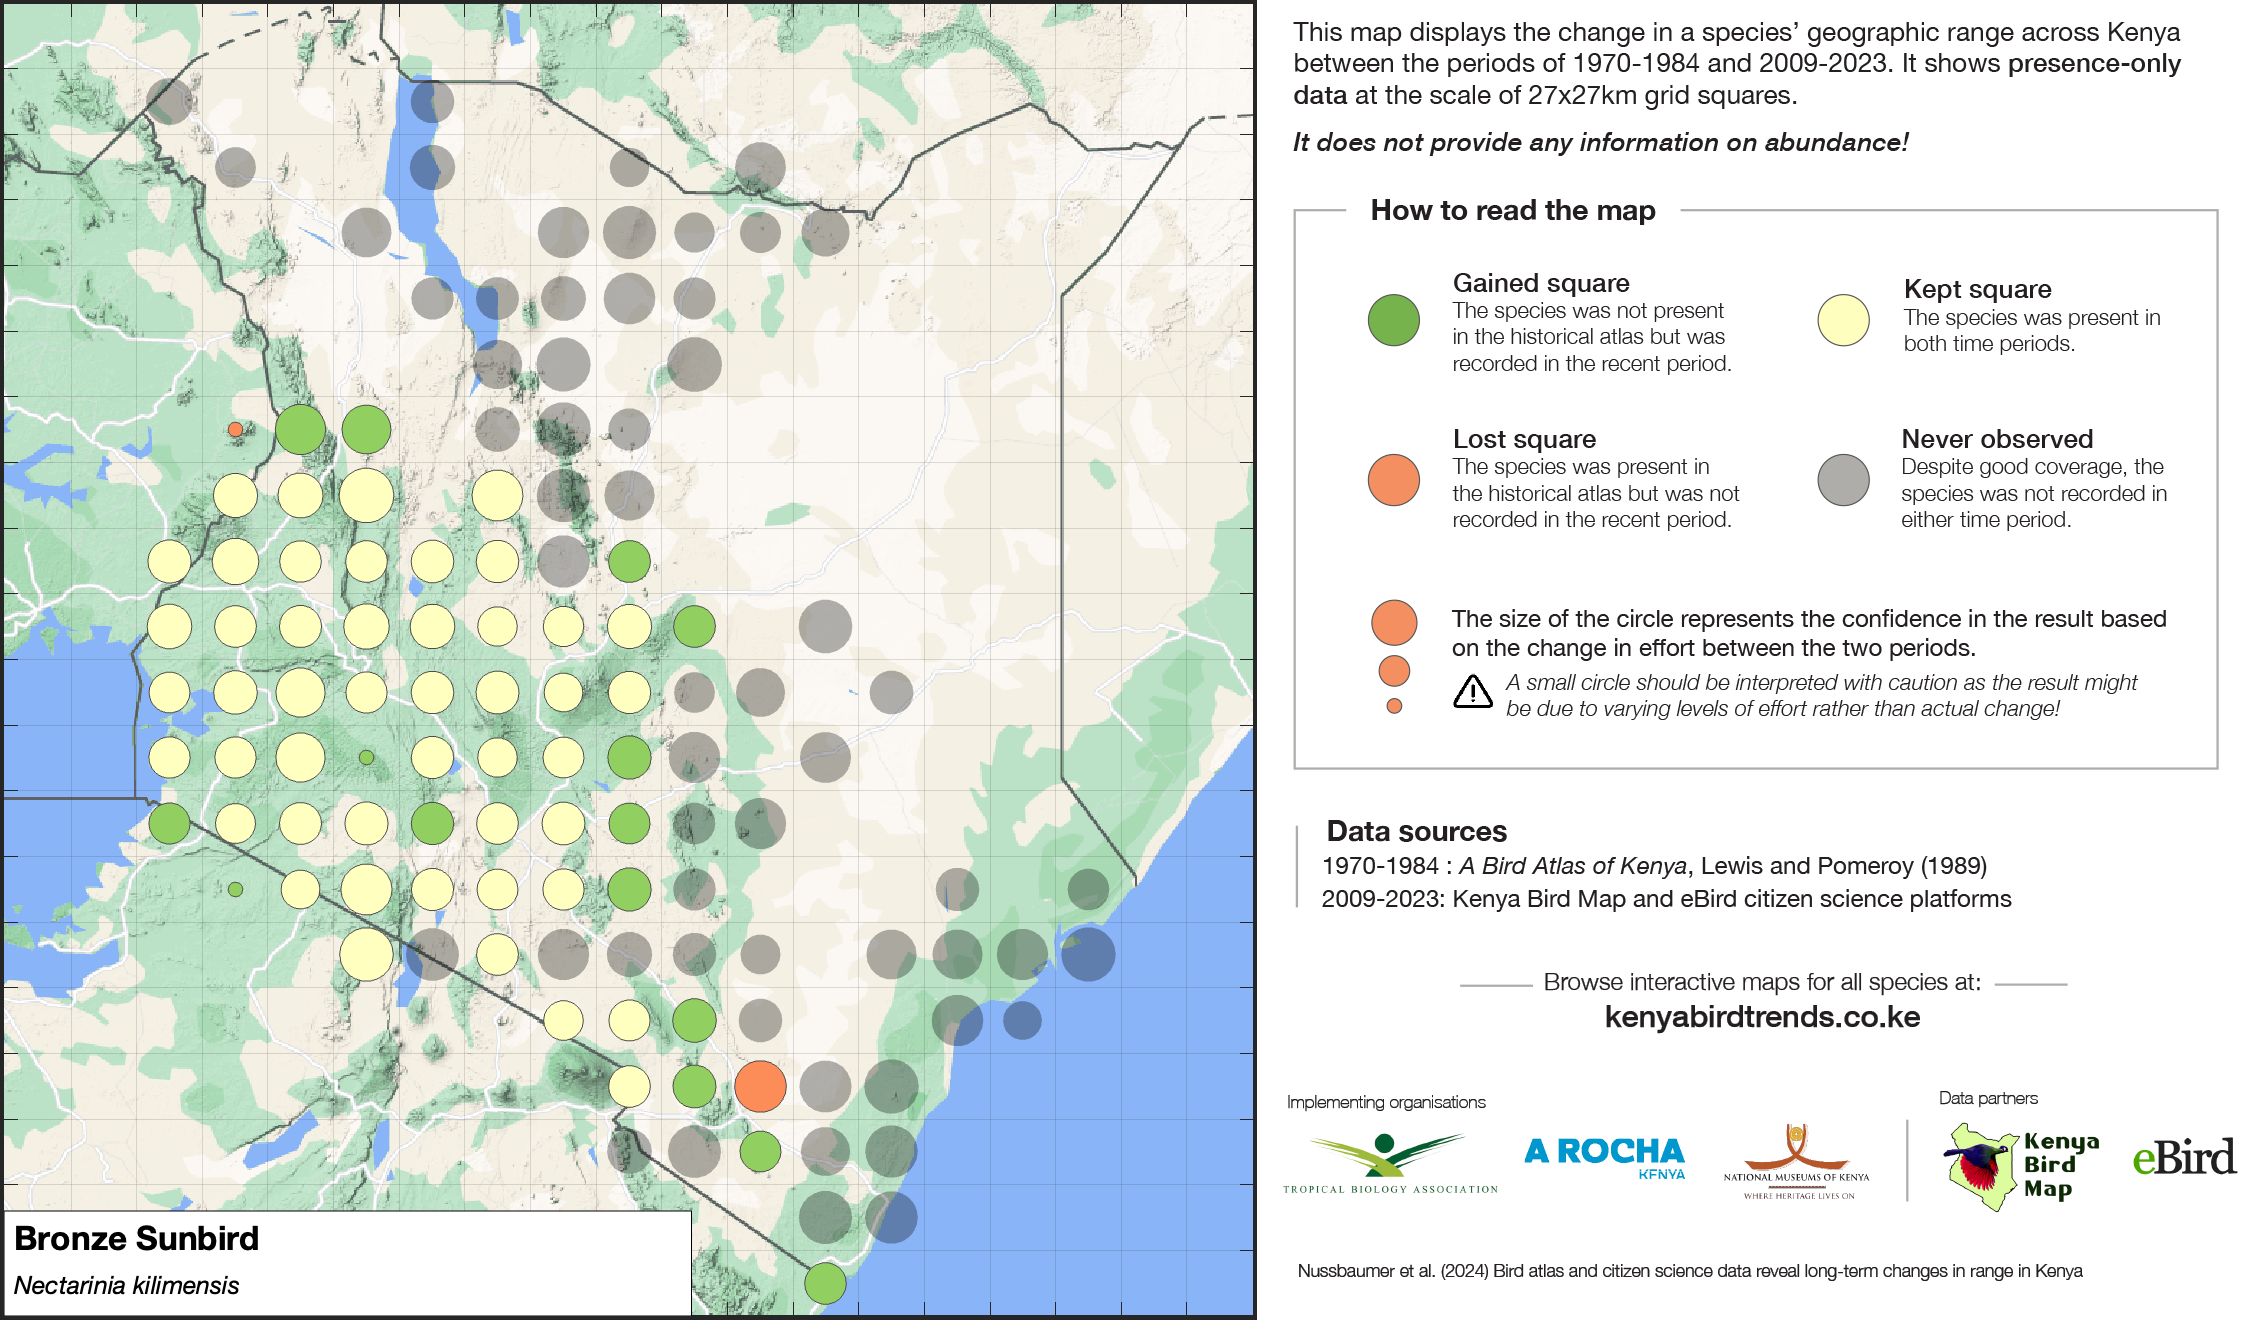 This map displays the change in a species’ geographic range across Kenya
between the periods of 1970-1984 and 2009-2023. It shows presence-only
data at the scale of 27x27km grid squares.
It does not provide any information on abundance!
How to read the map
Gained square
The species was not present
in the historical atlas but was
recorded in the recent period.
Kept square
The species was present in
both time periods.
Lost square
The species was present in
the historical atlas but was not
recorded in the recent period.
Never observed
Despite good coverage, the
species was not recorded in
either time period.
The size of the circle represents the confidence in the result based
on the change in effort between the two periods.
A small circle should be interpreted with caution as the result might
be due to varying levels of effort rather than actual change!
Data sources
1970-1984 : A Bird Atlas of Kenya, Lewis and Pomeroy (1989)
2009-2023: Kenya Bird Map and eBird citizen science platforms
Browse interactive maps for all species at:
kenyabirdtrends.co.ke
Implementing organisations
Data partners
TROPICAL BIOLOGY ASSOCIATION
A ROCHA
KENYA
NATIONAL MUSEUMS OF KENYA
WHERE HERITAGE LIVES ON
Kenya
Bird
Map
eBird
Nussbaumer et al. (2024) Bird atlas and citizen science data reveal long-term changes in range in Kenya
Bronze Sunbird
Nectarinia kilimensis